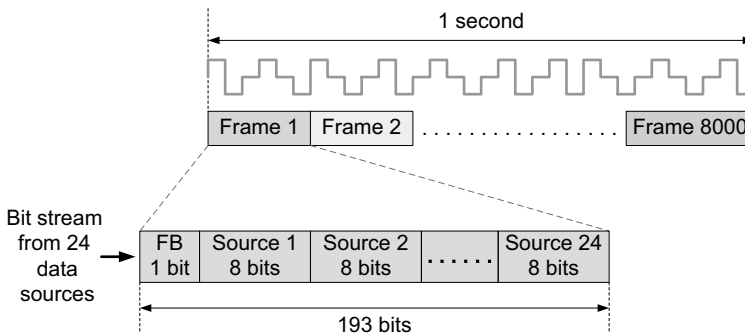 1 second
Frame 1
Frame 2
. . . . . . . . . . . . . . . . . . .
Frame 8000
Bit stream
from 24
data
sources
FB
1 bit
Source 1
8 bits
Source 2
8 bits
. . . . . .
Source 24
8 bits
193 bits